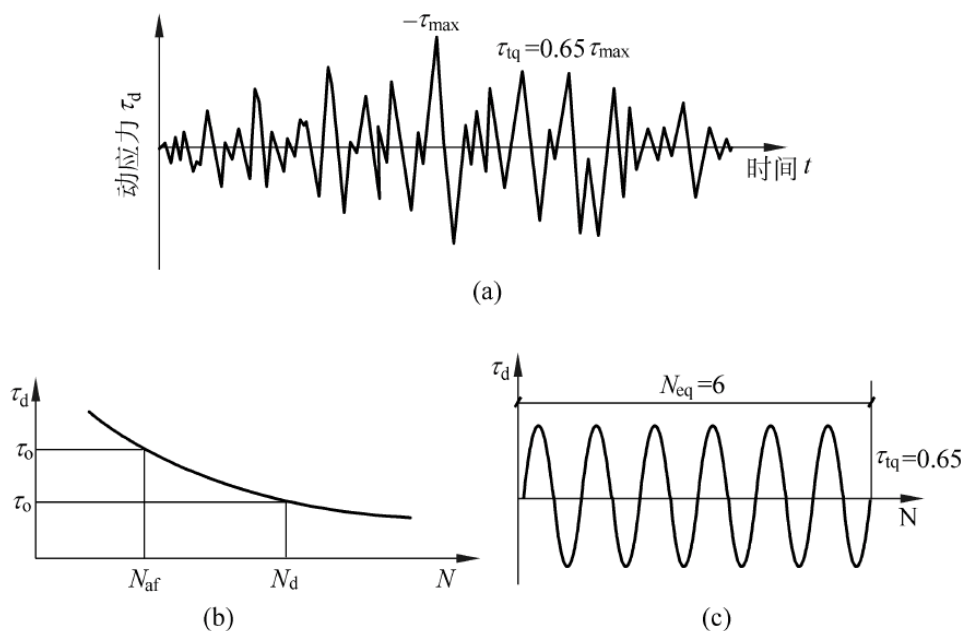 −τmax
τtq=0.65τmax
动应力 τd
时间 t
(a)
τd
τo
τo
Naf
Nd
N
(b)
τd
Neq=6
τtq=0.65
N
(c)